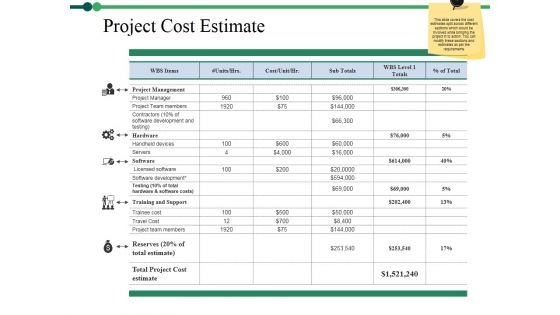 Project Cost Estimate
This slide covers the cost
estimates split across different
sections which would be
involved while bringing the
project in to action. You can
modify these sections and
estimates as per the
requirements.
WBS Items #Units/Hrs. Cost/Unit/Hr. Sub Totals WBS Level 1 Totals % of Total
Project Management $306,300 20%
Project Manager 960 $100 $96,000
Project Team members 1920 $75 $144,000
Contractors (10% of
software development and
testing) $66,300
Hardware $76,000 5%
Handheld devices 100 $600 $60,000
Servers 4 $4,000 $16,000
Software $614,000 40%
Licensed software 100 $200 $20,0000
Software development* $594,000
Testing (10% of total
hardware & software costs) $69,000 $69,000 5%
Training and Support $202,400 13%
Trainee cost 100 $500 $50,000
Travel Cost 12 $700 $8,400
Project team members 1920 $75 $144,000
Reserves (20% of
total estimate) $253,540 $253,540 17%
Total Project Cost
estimate $1,521,240